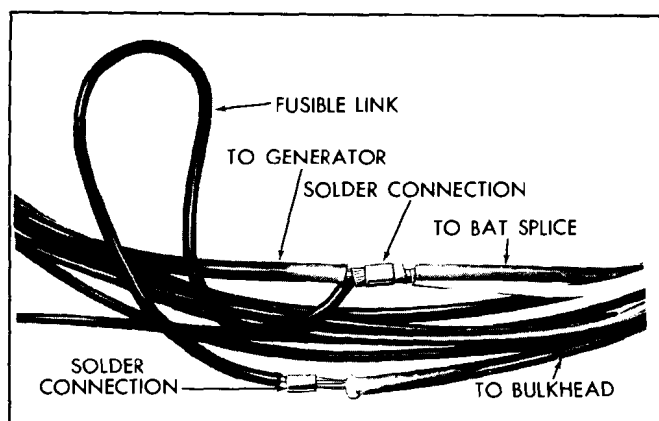 FUSIBLE LINK
TO GENERATOR
SOLDER CONNECTION
TO BAT SPLICE
SOLDER
CONNECTION
TO BULKHEAD